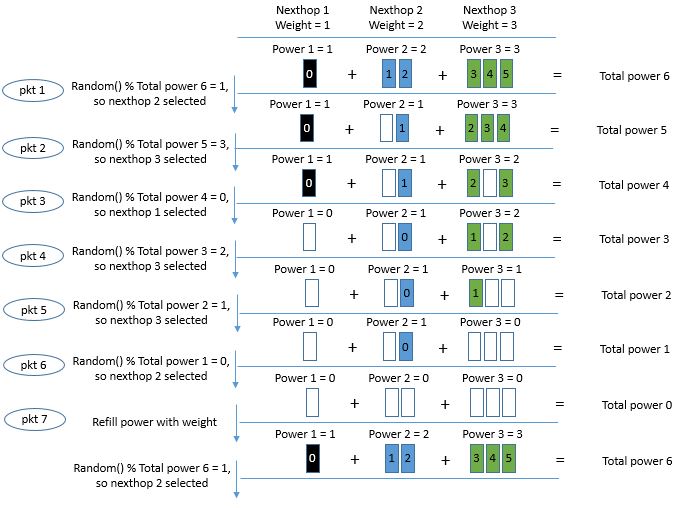 Nexthop 1 Nexthop 2 Nexthop 3
Weight = 1 Weight = 2 Weight = 3
Power 1 = 1 Power 2 = 2 Power 3 = 3
0 + 1 2 + 3 4 5 = Total power 6
pkt 1 Random() % Total power 6 = 1,
so nexthop 2 selected
Power 1 = 1 Power 2 = 1 Power 3 = 3
0 + 1 + 2 3 4 = Total power 5
pkt 2 Random() % Total power 5 = 3,
so nexthop 3 selected
Power 1 = 1 Power 2 = 1 Power 3 = 2
0 + 1 + 2 3 = Total power 4
pkt 3 Random() % Total power 4 = 0,
so nexthop 1 selected
Power 1 = 0 Power 2 = 1 Power 3 = 2
+ 0 + 1 2 = Total power 3
pkt 4 Random() % Total power 3 = 2,
so nexthop 3 selected
Power 1 = 0 Power 2 = 1 Power 3 = 1
+ 0 + 1 = Total power 2
pkt 5 Random() % Total power 2 = 1,
so nexthop 3 selected
Power 1 = 0 Power 2 = 1 Power 3 = 0
+ 0 + = Total power 1
pkt 6 Random() % Total power 1 = 0,
so nexthop 2 selected
Power 1 = 0 Power 2 = 0 Power 3 = 0
+ + = Total power 0
pkt 7 Refill power with weight
Power 1 = 1 Power 2 = 2 Power 3 = 3
0 + 1 2 + 3 4 5 = Total power 6
Random() % Total power 6 = 1,
so nexthop 2 selected